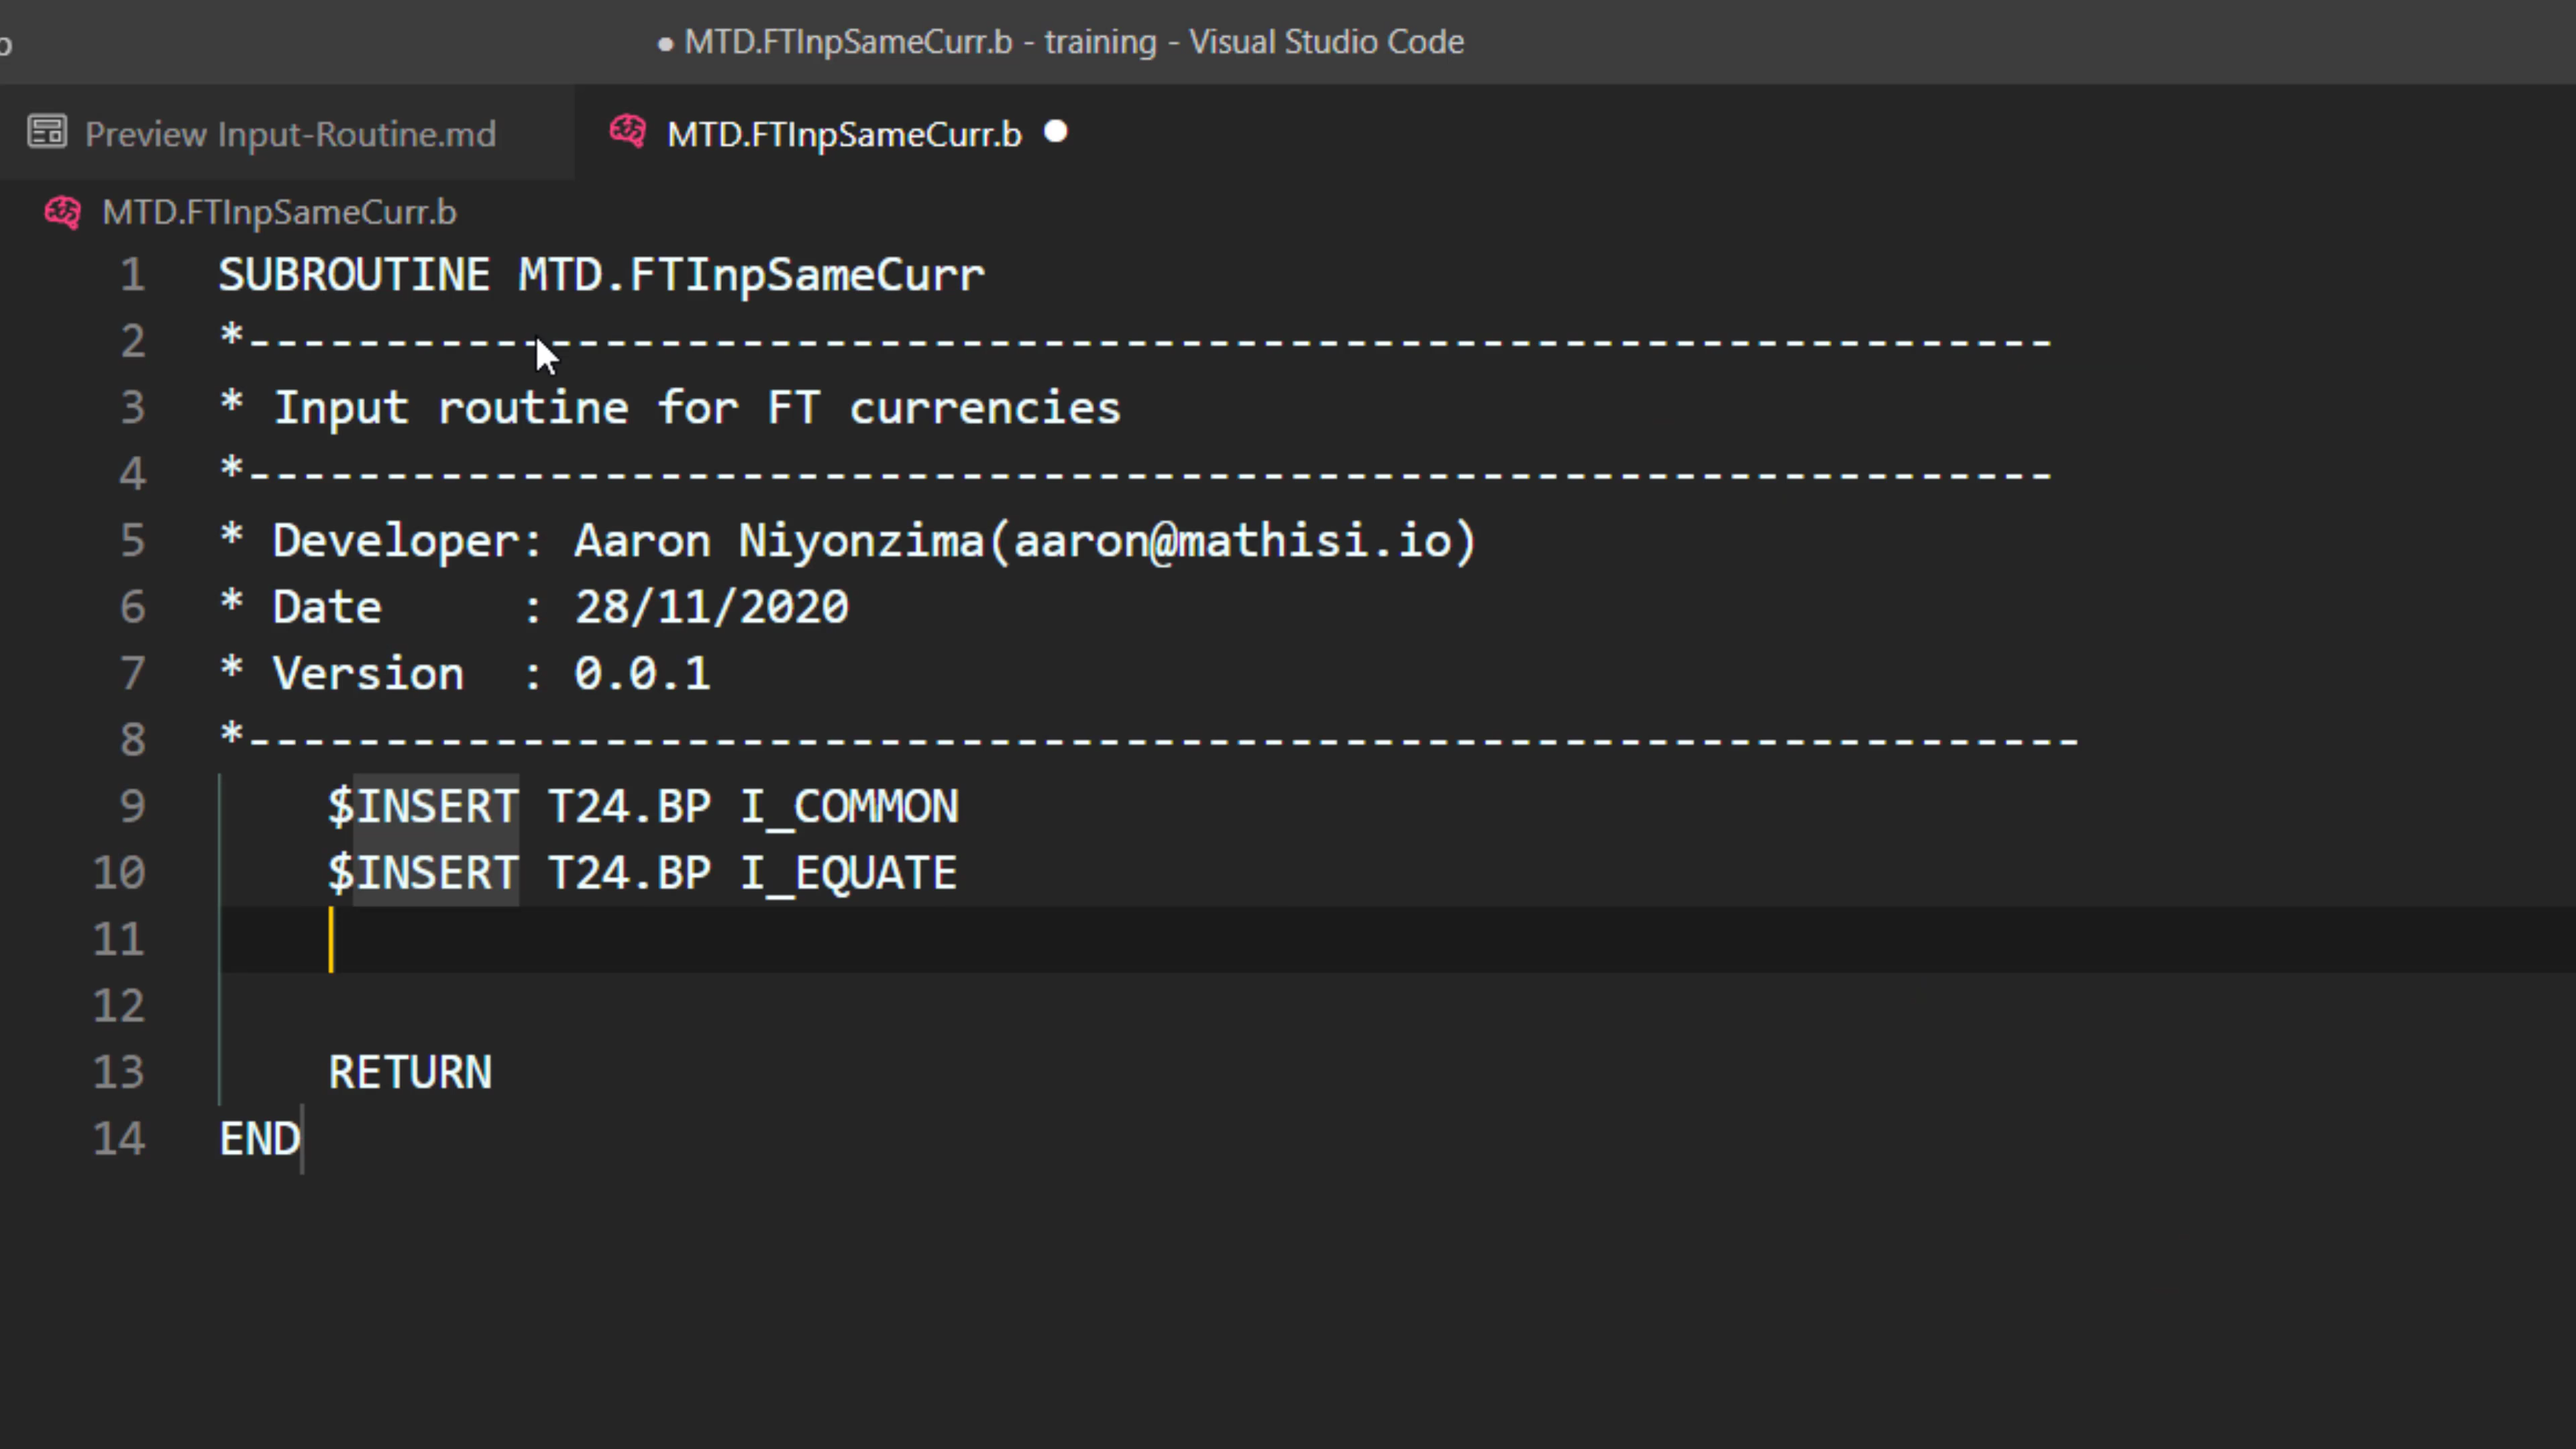 ● MTD.FTInpSameCurr.b - training - Visual Studio Code
Preview Input-Routine.md
MTD.FTInpSameCurr.b ●
MTD.FTInpSameCurr.b
1 SUBROUTINE MTD.FTInpSameCurr
2 *------------------------------------------------------------------
3 * Input routine for FT currencies
4 *------------------------------------------------------------------
5 * Developer: Aaron Niyonzima(aaron@mathisi.io)
6 * Date     : 28/11/2020
7 * Version  : 0.0.1
8 *-------------------------------------------------------------------
9     $INSERT T24.BP I_COMMON
10     $INSERT T24.BP I_EQUATE
11
12
13     RETURN
14 END